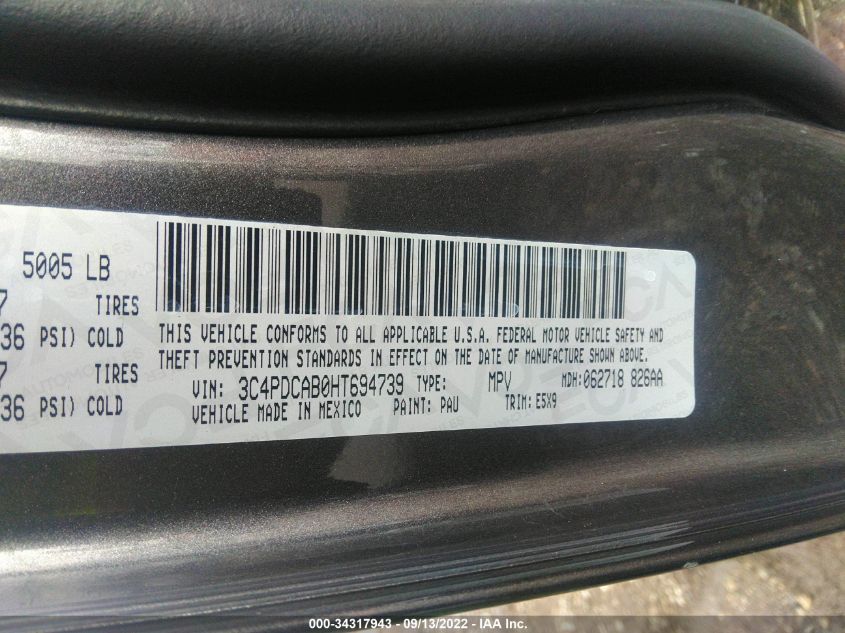 5005 LB
7 TIRES
36 PSI) COLD
7 TIRES
36 PSI) COLD
THIS VEHICLE CONFORMS TO ALL APPLICABLE U.S.A. FEDERAL MOTOR VEHICLE SAFETY AND
THEFT PREVENTION STANDARDS IN EFFECT ON THE DATE OF MANUFACTURE SHOWN ABOVE.
VIN: 3C4PDCAB0HT694739 TYPE: MPV MDH: 062718 826AA
VEHICLE MADE IN MEXICO PAINT: PAU TRIM: E5X9
000-34317943 - 09/13/2022 - IAA Inc.